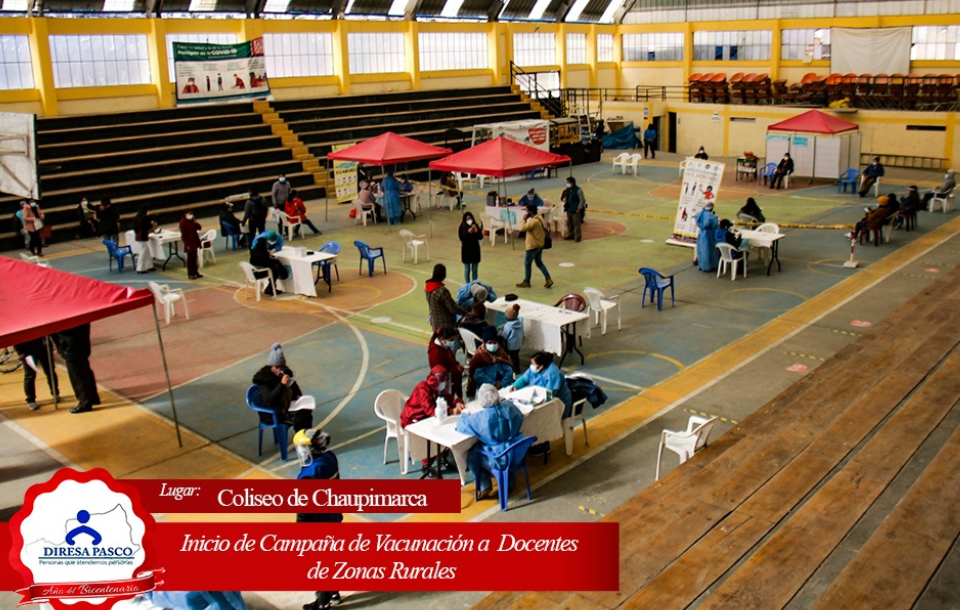 Lugar: Coliseo de Chaupimarca
Inicio de Campaña de Vacunación a Docentes
de Zonas Rurales
DIRESA PASCO
Personas que atendemos personas
Año del Bicentenario